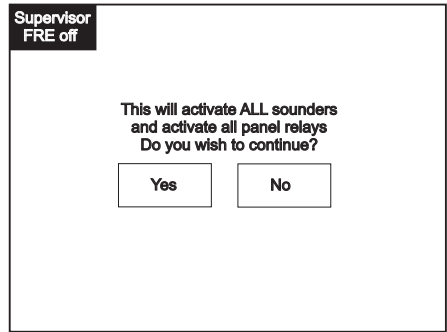 Supervisor
FRE off
This will activate ALL sounders
and activate all panel relays
Do you wish to continue?
Yes No